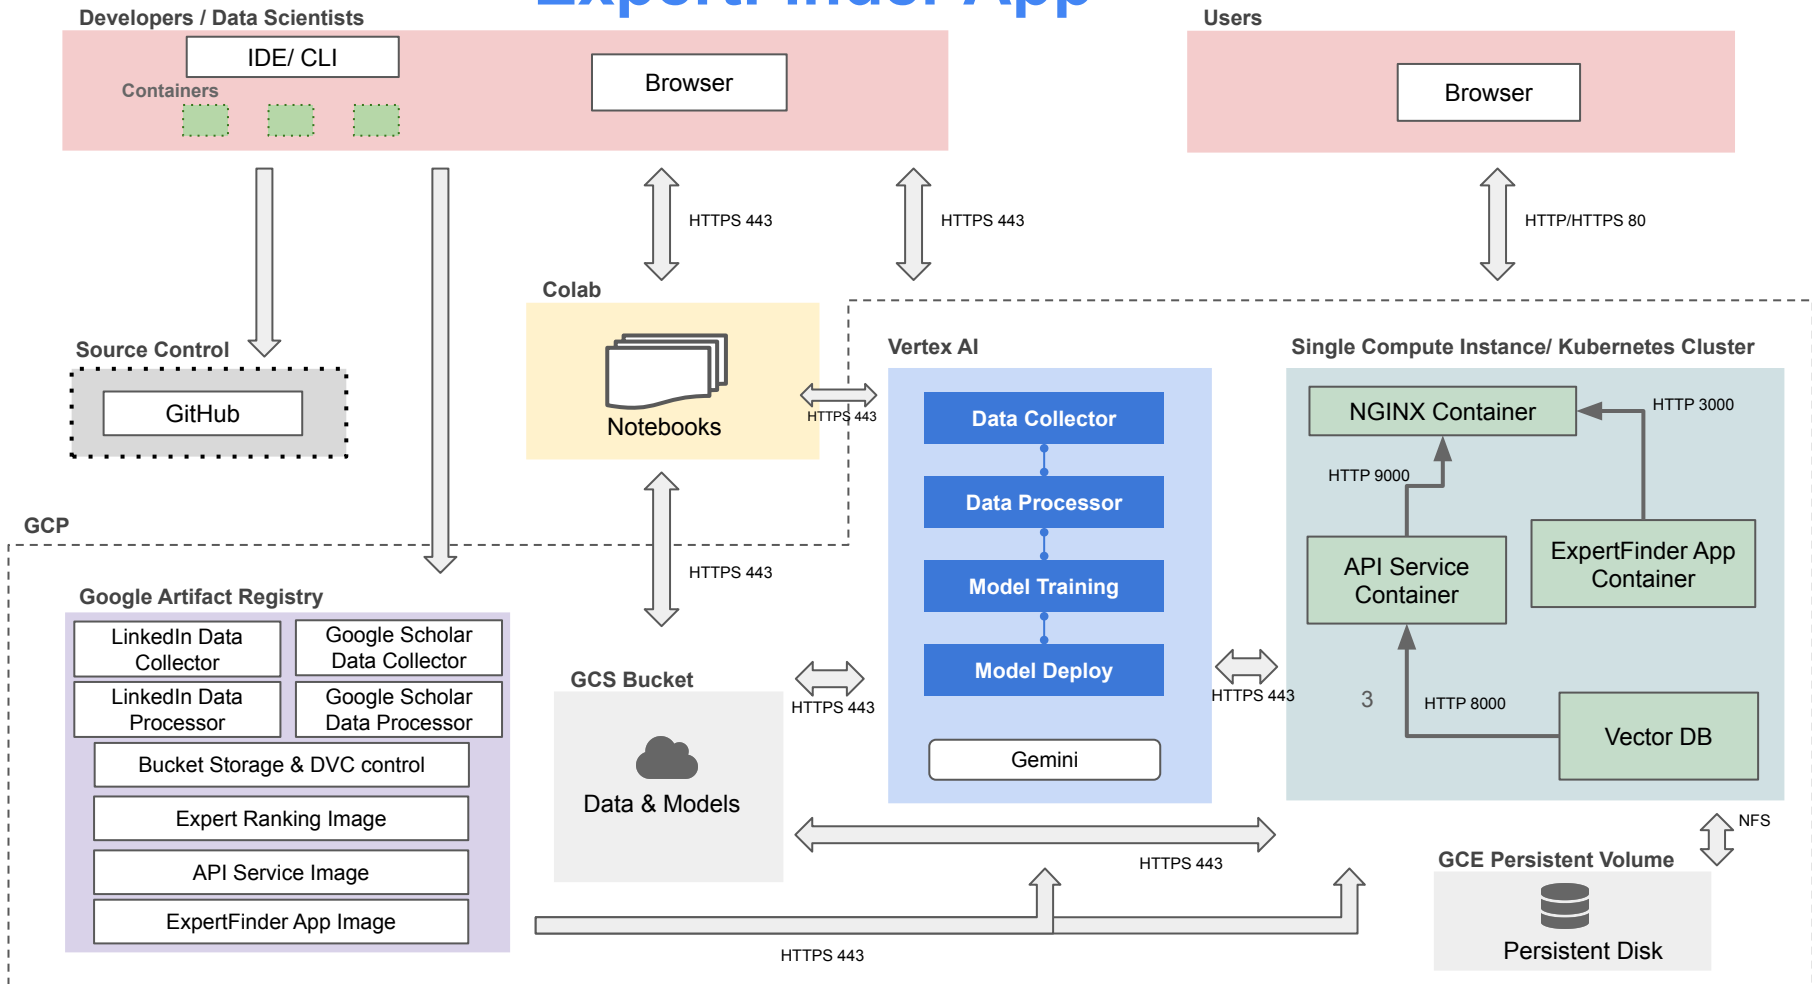 ExpertFinder App
Developers / Data Scientists
Users
IDE/ CLI
Containers
Browser
Browser
HTTPS 443
HTTPS 443
HTTP/HTTPS 80
Colab
Notebooks
HTTPS 443
Source Control
GitHub
GCP
HTTPS 443
Vertex AI
Data Collector
Data Processor
Model Training
Model Deploy
Gemini
Single Compute Instance/ Kubernetes Cluster
NGINX Container
HTTP 3000
HTTP 9000
API Service
Container
ExpertFinder App
Container
3
HTTP 8000
Vector DB
HTTPS 443
Google Artifact Registry
LinkedIn Data
Collector
Google Scholar
Data Collector
LinkedIn Data
Processor
Google Scholar
Data Processor
Bucket Storage & DVC control
Expert Ranking Image
API Service Image
ExpertFinder App Image
GCS Bucket
Data & Models
HTTPS 443
HTTPS 443
HTTPS 443
NFS
GCE Persistent Volume
Persistent Disk